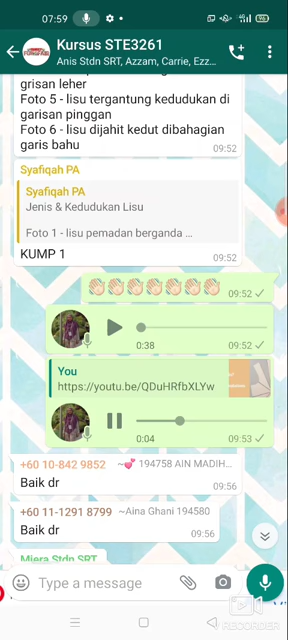 07:59
96%
Kursus STE3261
Anis Stdn SRT, Azzam, Carrie, Ezz...
grisan leher
Foto 5 - lisu tergantung kedudukan di
garisan pinggan
Foto 6 - lisu dijahit kedut dibahagian
garis bahu
09:52
Syafiqah PA
Syafiqah PA
Jenis & Kedudukan Lisu
Foto 1 - lisu pemadan berganda ...
KUMP 1
09:52
👏🏻👏🏻👏🏻👏🏻👏🏻👏🏻👏🏻
09:52
0:38
09:52
You
https://youtu.be/QDuHRfbXLYw
0:04
09:53
+60 10-842 9852 ~💞 194758 AIN MADIH...
Baik dr
09:56
+60 11-1291 8799 ~Aina Ghani 194580
Baik dr
09:56
Miera Stdn SRT
Type a message
RECORDER